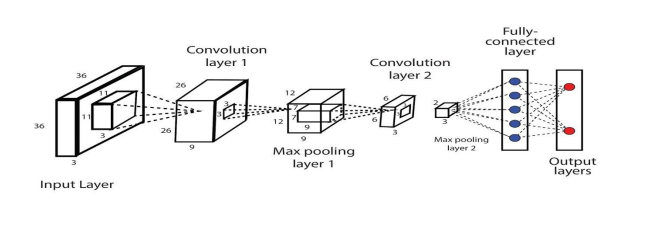 Fully-
connected
layer
Convolution
layer 1
Convolution
layer 2
36
11
36
11
3
3
Input Layer
26
3
3
26
9
12
7
12
7
9
9
Max pooling
layer 1
6
6
3
2
3
Max pooling
layer 2
Output
layers